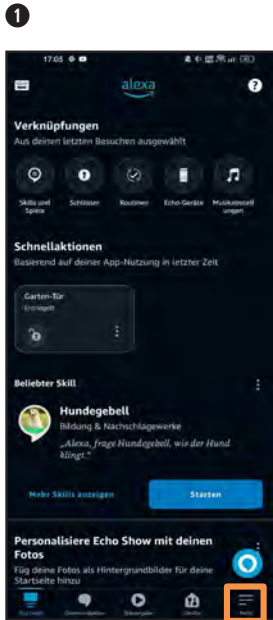 1
17:05
alexa
?
Verknüpfungen
Aus deinen letzten Besuchen ausgewählt
Skills und Spiele
Schlösser
Routinen
Echo-Geräte
Musikeinstellungen
Schnellaktionen
Basierend auf deiner App-Nutzung in letzter Zeit
Garten-Tür
Entriegelt
Beliebter Skill
Hundegebell
Bildung & Nachschlagewerke
„Alexa, frage Hundegebell, wie der Hund
klingt."
Mehr Skills anzeigen
Starten
Personalisiere Echo Show mit deinen
Fotos
Füg deine Fotos als Hintergrundbilder für deine
Startseite hinzu